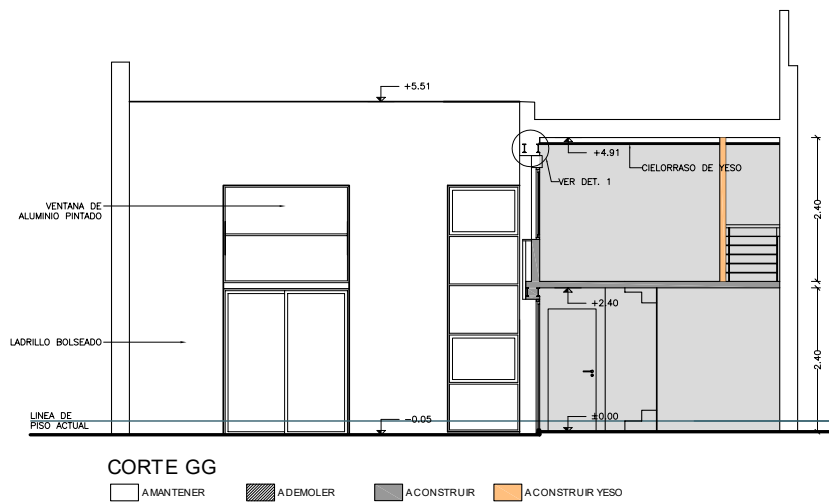 +5.51
+4.91
CIELORRASO DE YESO
VER DET. 1
VENTANA DE
ALUMINIO PINTADO
2.40
+2.40
LADRILLO BOLSEADO
2.40
LINEA DE
PISO ACTUAL
-0.05
±0.00
CORTE GG
A MANTENER
A DEMOLER
A CONSTRUIR
A CONSTRUIR YESO